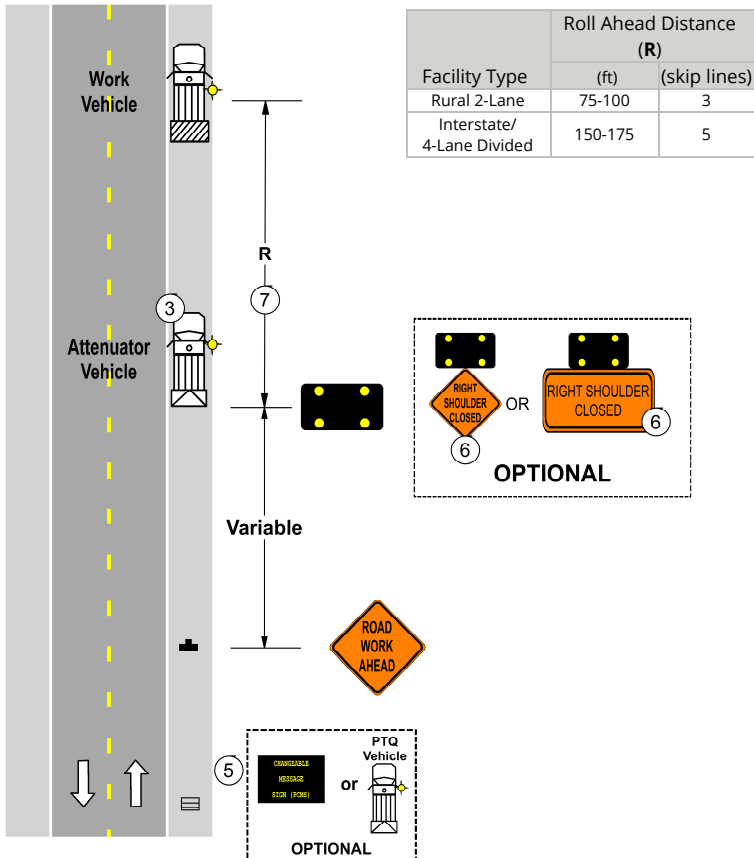 Facility Type
Roll Ahead Distance
(R)
(ft)
(skip lines)
Rural 2-Lane
75-100
3
Interstate/
4-Lane Divided
150-175
5
Work
Vehicle
R
7
3
Attenuator
Vehicle
RIGHT
SHOULDER
CLOSED
OR
RIGHT SHOULDER
CLOSED
6
6
OPTIONAL
Variable
ROAD
WORK
AHEAD
5
CHANGEABLE
MESSAGE
SIGN (PCMS)
or
PTQ
Vehicle
OPTIONAL